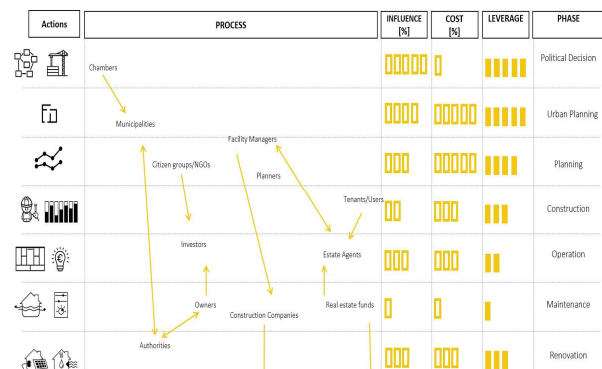 Actions
PROCESS
INFLUENCE
[%]
COST
[%]
LEVERAGE
PHASE
Chambers
Political Decision
Municipalities
Urban Planning
Facility Managers
Citizen groups/NGOs
Planners
Planning
Tenants/Users
Construction
Investors
Estate Agents
Operation
Owners
Construction Companies
Real estate funds
Maintenance
Authorities
Renovation